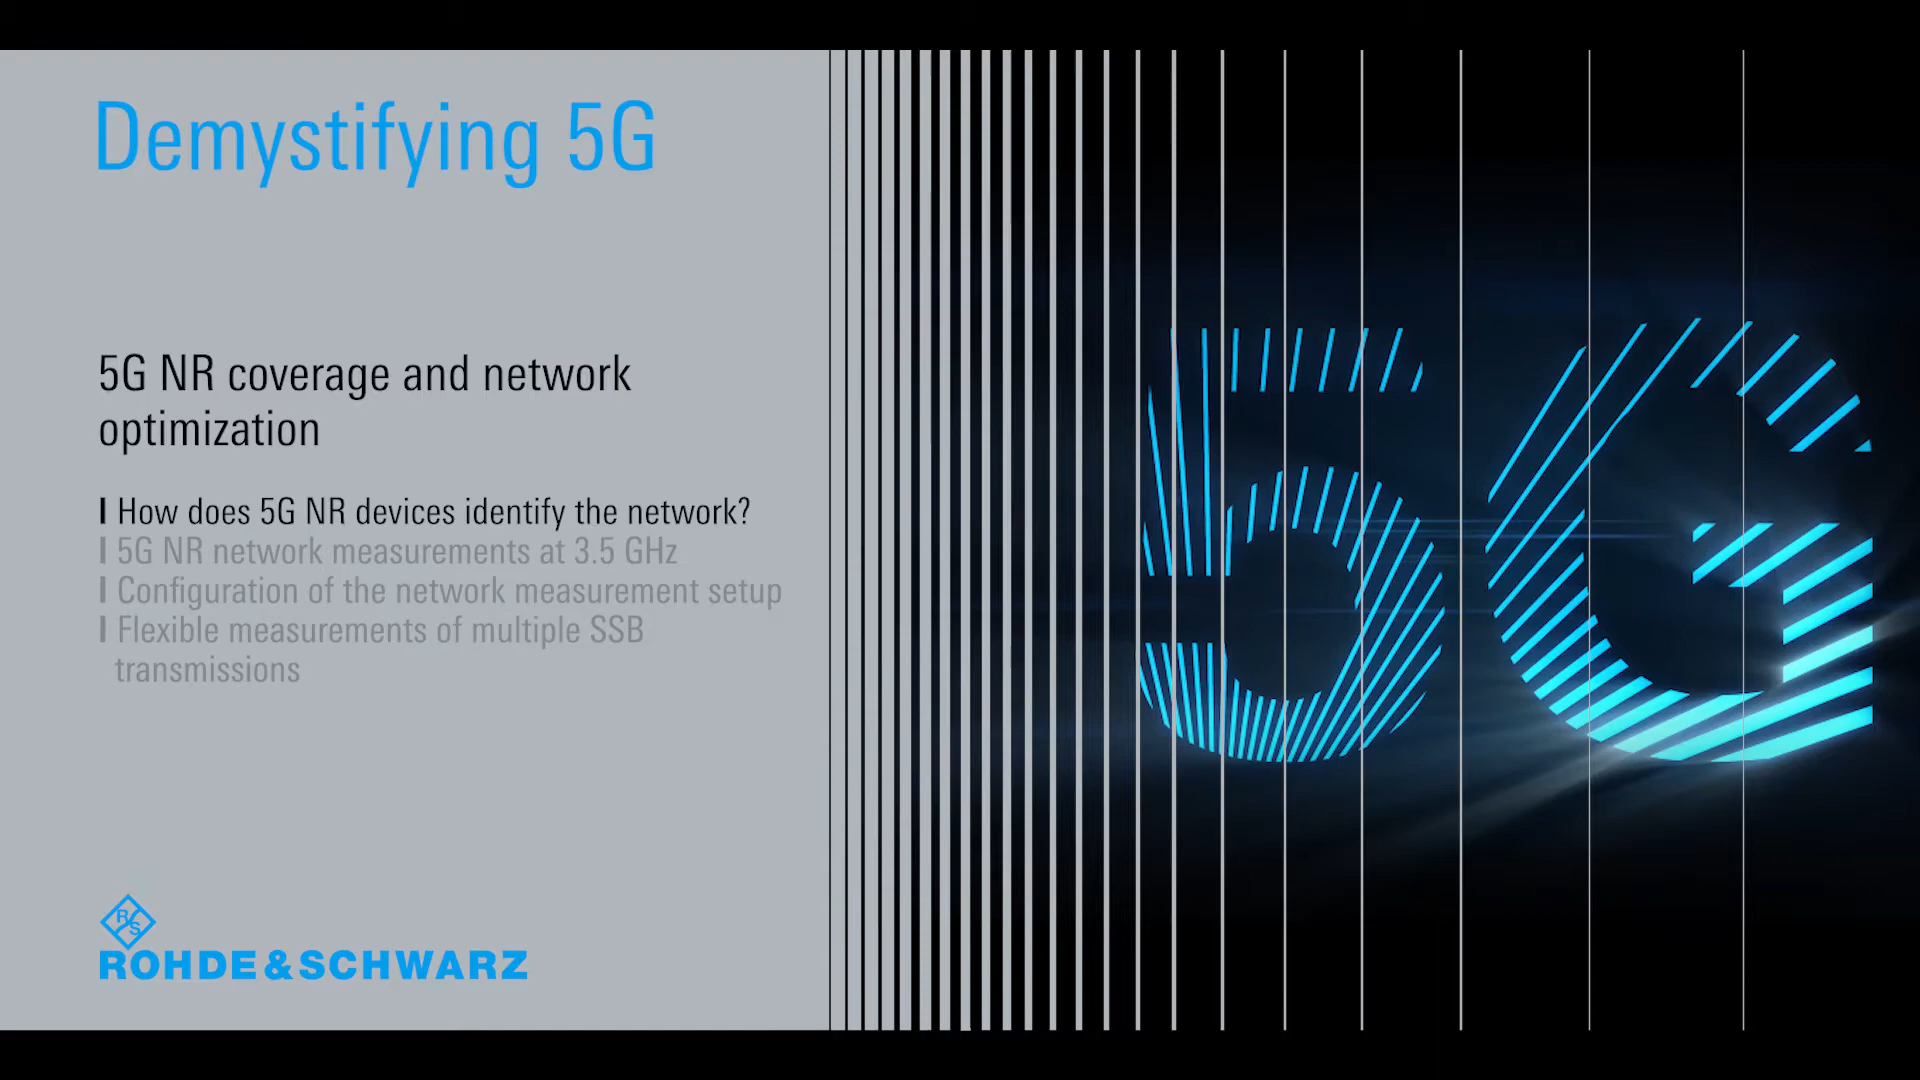 Demystifying 5G
5G NR coverage and network
optimization
How does 5G NR devices identify the network?
5G NR network measurements at 3.5 GHz
Configuration of the network measurement setup
Flexible measurements of multiple SSB
transmissions
5G
R S
ROHDE&SCHWARZ